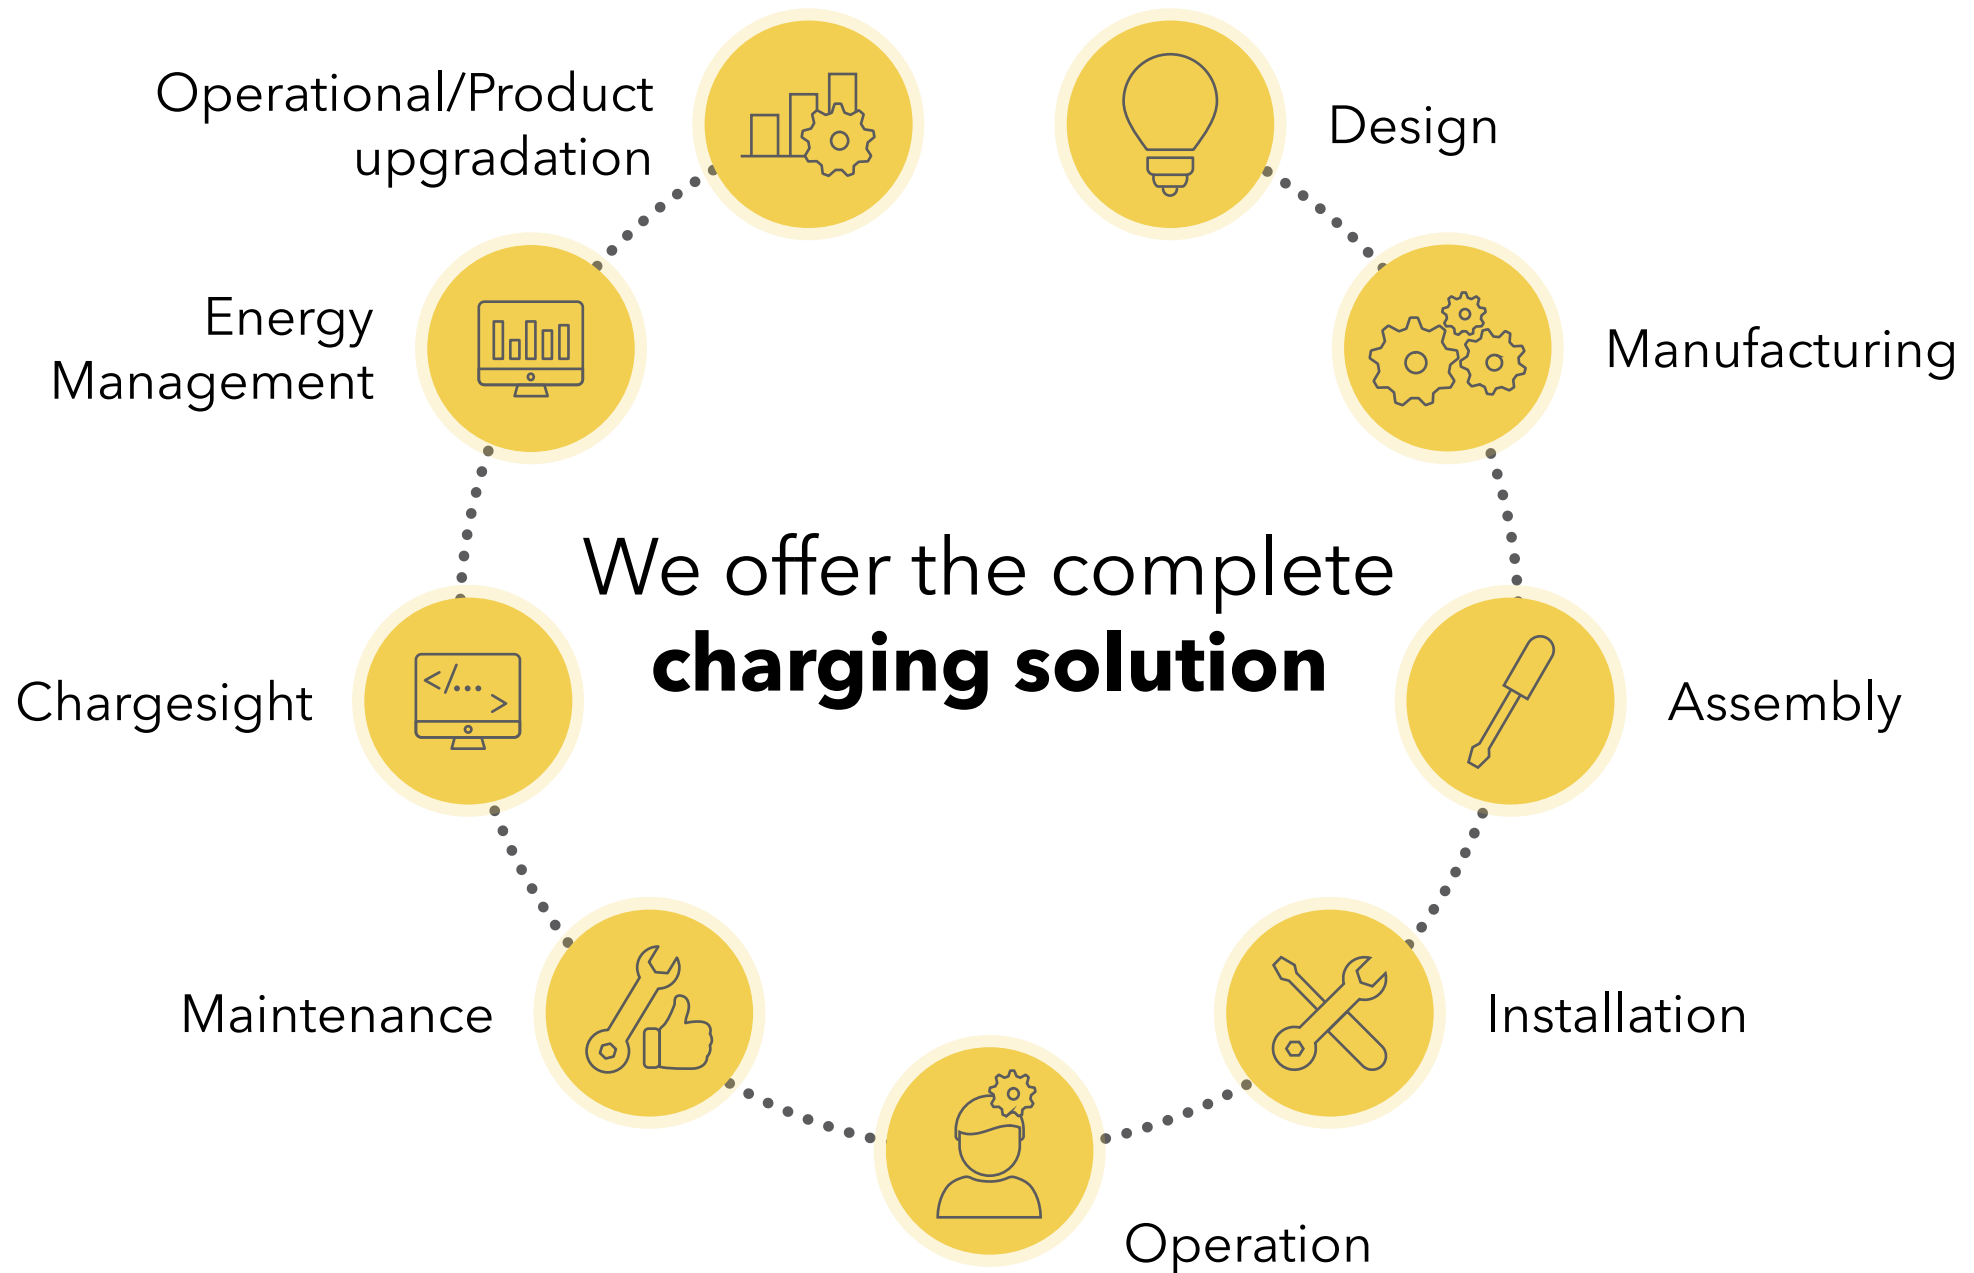 Operational/Product
upgradation
Design
Energy
Management
Manufacturing
We offer the complete
charging solution
Chargesight
</...
>
Assembly
Maintenance
Installation
Operation